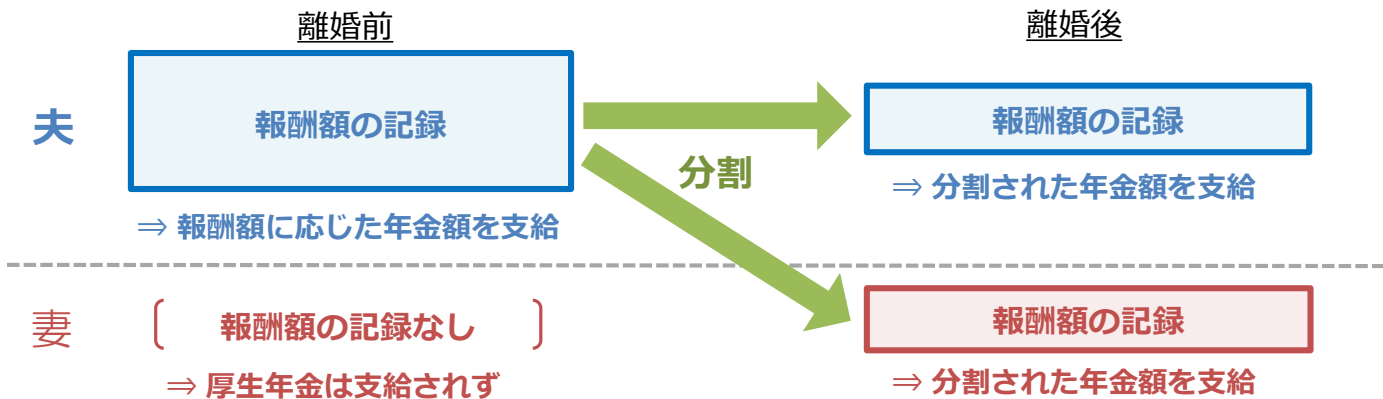 離婚前
離婚後
夫
報酬額の記録
⇒ 報酬額に応じた年金額を支給
分割
報酬額の記録
⇒ 分割された年金額を支給
妻
報酬額の記録なし
⇒ 厚生年金は支給されず
報酬額の記録
⇒ 分割された年金額を支給